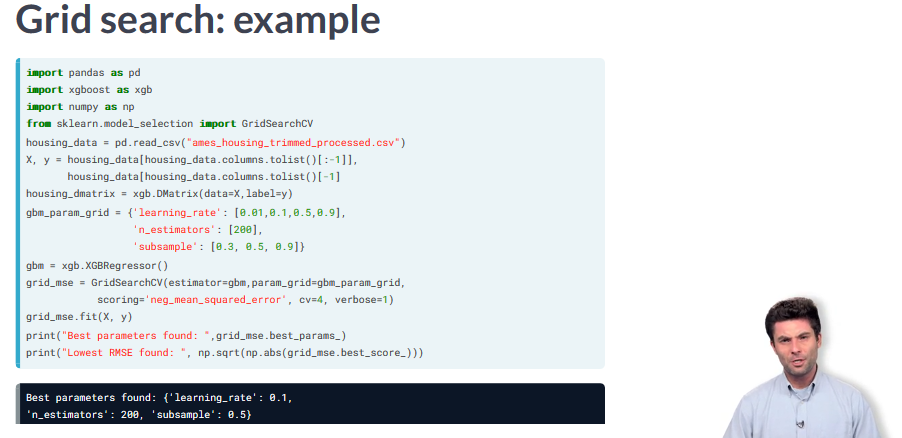 Grid search: example
import pandas as pd
import xgboost as xgb
import numpy as np
from sklearn.model_selection import GridSearchCV
housing_data = pd.read_csv("ames_housing_trimmed_processed.csv")
X, y = housing_data[housing_data.columns.tolist()[:-1]],
housing_data[housing_data.columns.tolist()[-1]
housing_dmatrix = xgb.DMatrix(data=X,label=y)
gbm_param_grid = {'learning_rate': [0.01,0.1,0.5,0.9],
'n_estimators': [200],
'subsample': [0.3, 0.5, 0.9]}
gbm = xgb.XGBRegressor()
grid_mse = GridSearchCV(estimator=gbm,param_grid=gbm_param_grid,
scoring='neg_mean_squared_error', cv=4, verbose=1)
grid_mse.fit(X, y)
print("Best parameters found: ",grid_mse.best_params_)
print("Lowest RMSE found: ", np.sqrt(np.abs(grid_mse.best_score_)))
Best parameters found: {'learning_rate': 0.1,
'n_estimators': 200, 'subsample': 0.5}